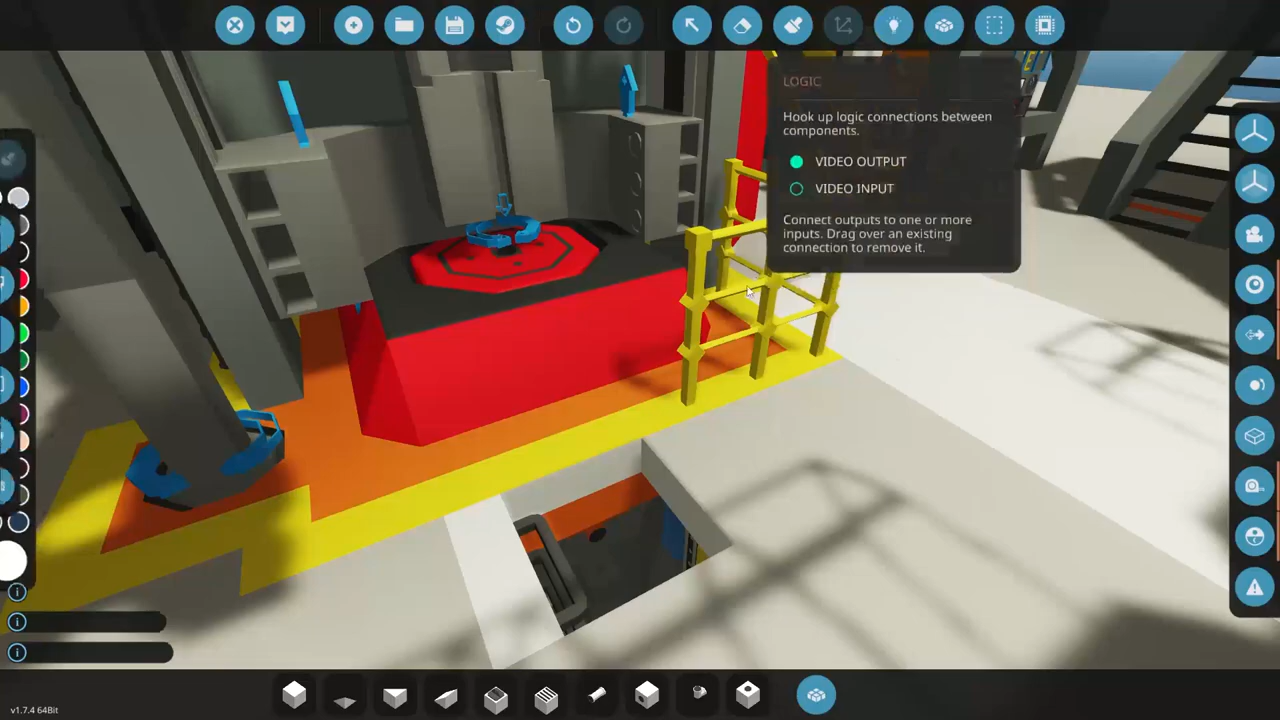 LOGIC
Hook up logic connections between
components.
VIDEO OUTPUT
VIDEO INPUT
Connect outputs to one or more
inputs. Drag over an existing
connection to remove it.
v1.7.4 64Bit